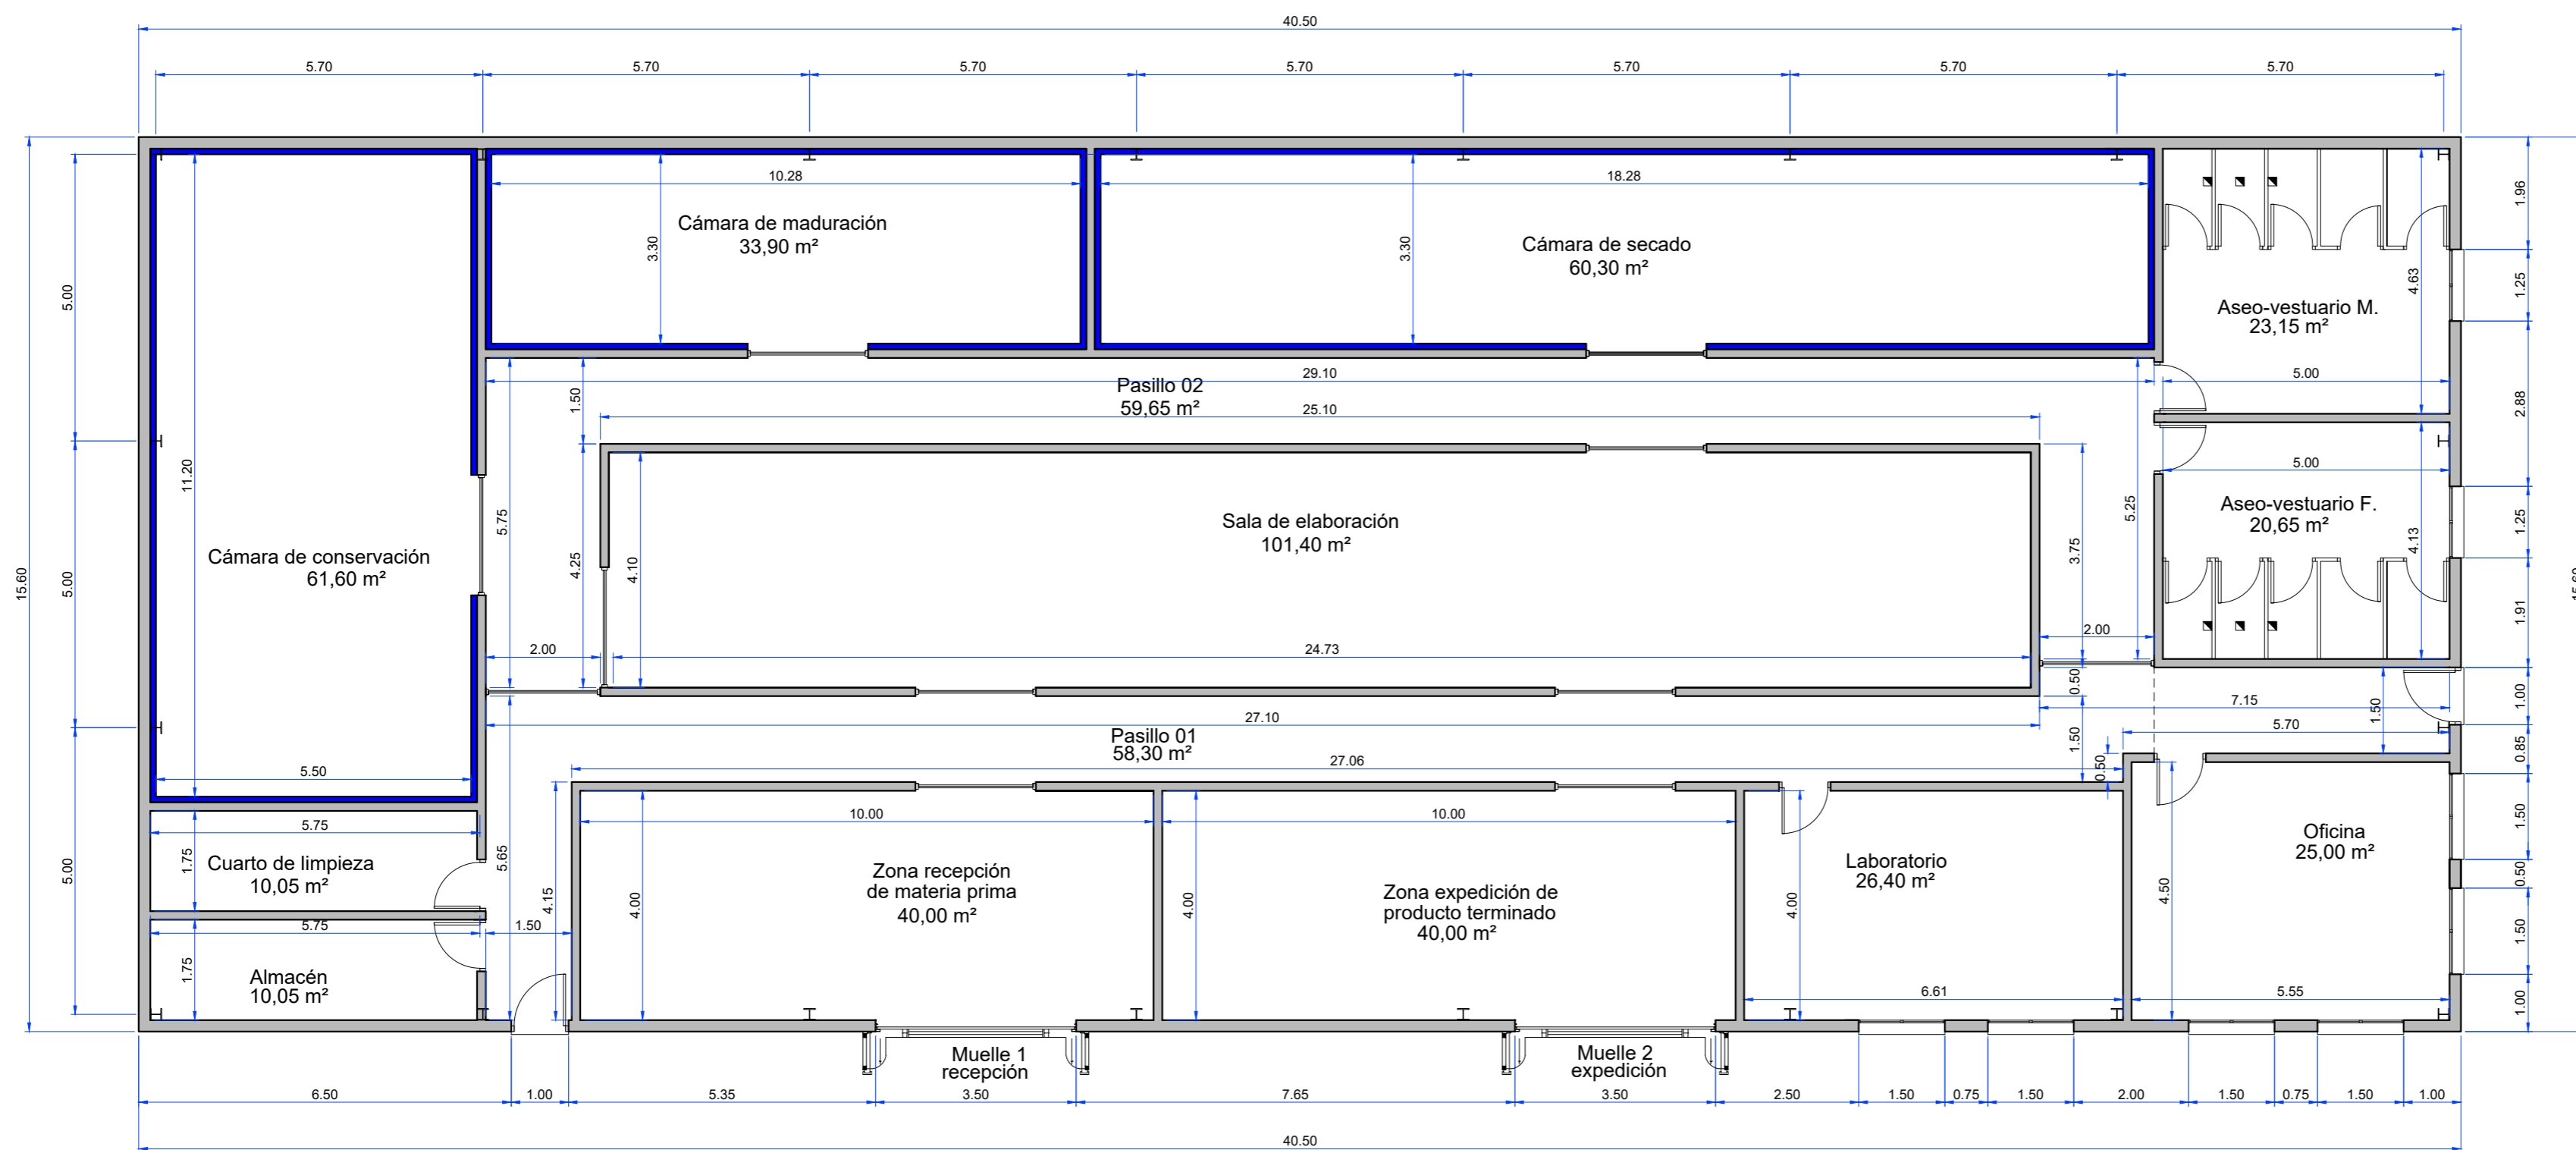 40.50
5.70 5.70 5.70 5.70 5.70 5.70 5.70
10.28
18.28
Cámara de maduración
33,90 m²
3.30
Cámara de secado
60,30 m²
3.30
1.96
4.63
1.25
Aseo-vestuario M.
23,15 m²
5.00
29.10
Pasillo 02
59,65 m²
25.10
1.50
5.00
2.88
5.00
11.20
Cámara de conservación
61,60 m²
5.75
4.25
4.10
Sala de elaboración
101,40 m²
3.75
5.25
Aseo-vestuario F.
20,65 m²
4.13
1.25
15.60
5.00
15.60
1.91
2.00
24.73
2.00
0.50
7.15
1.00
27.10
Pasillo 01
58,30 m²
1.50
5.70
1.50
0.85
27.06
0.50
5.50
5.75
1.75
Cuarto de limpieza
10,05 m²
5.65
4.15
10.00
4.00
Zona recepción
de materia prima
40,00 m²
10.00
4.00
Zona expedición de
producto terminado
40,00 m²
Laboratorio
26,40 m²
4.00
4.50
Oficina
25,00 m²
1.50
0.50
5.00
5.75
1.50
1.75
Almacén
10,05 m²
6.61
5.55
1.50
1.00
Muelle 1
recepción
Muelle 2
expedición
6.50 1.00 5.35 3.50 7.65 3.50 2.50 1.50 0.75 1.50 2.00 1.50 0.75 1.50 1.00
40.50